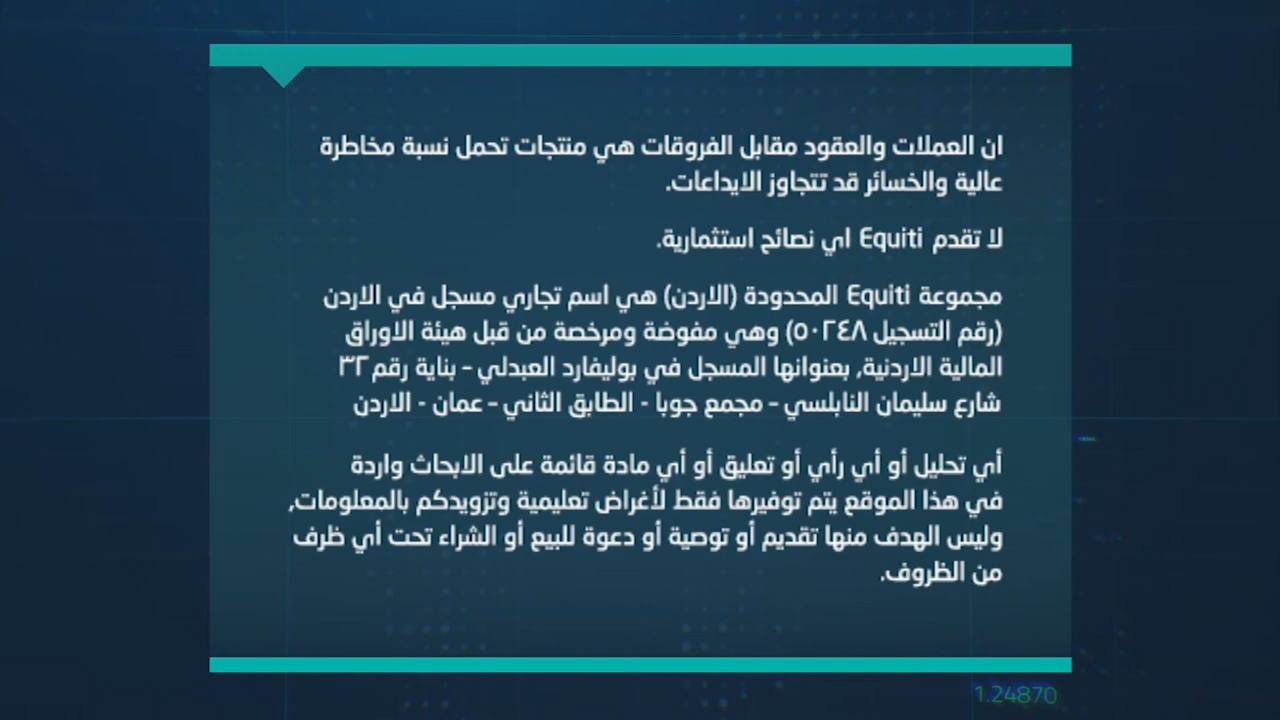 ان العملات والعقود مقابل الفروقات هي منتجات تحمل نسبة مخاطرة
عالية والخسائر قد تتجاوز الايداعات.
لا تقدم Equiti اي نصائح استثمارية.
مجموعة Equiti المحدودة (الاردن) هي اسم تجاري مسجل في الاردن
(رقم التسجيل ٥٠٢٤٨) وهي مفوضة ومرخصة من قبل هيئة الاوراق
المالية الاردنية, بعنوانها المسجل في بوليفارد العبدلي – بناية رقم ٣٢
شارع سليمان النابلسي – مجمع جوبا - الطابق الثاني – عمان - الاردن
أي تحليل أو أي رأي أو تعليق أو أي مادة قائمة على الابحاث واردة
في هذا الموقع يتم توفيرها فقط لأغراض تعليمية وتزويدكم بالمعلومات,
وليس الهدف منها تقديم أو توصية أو دعوة للبيع أو الشراء تحت أي ظرف
من الظروف.
1.24870